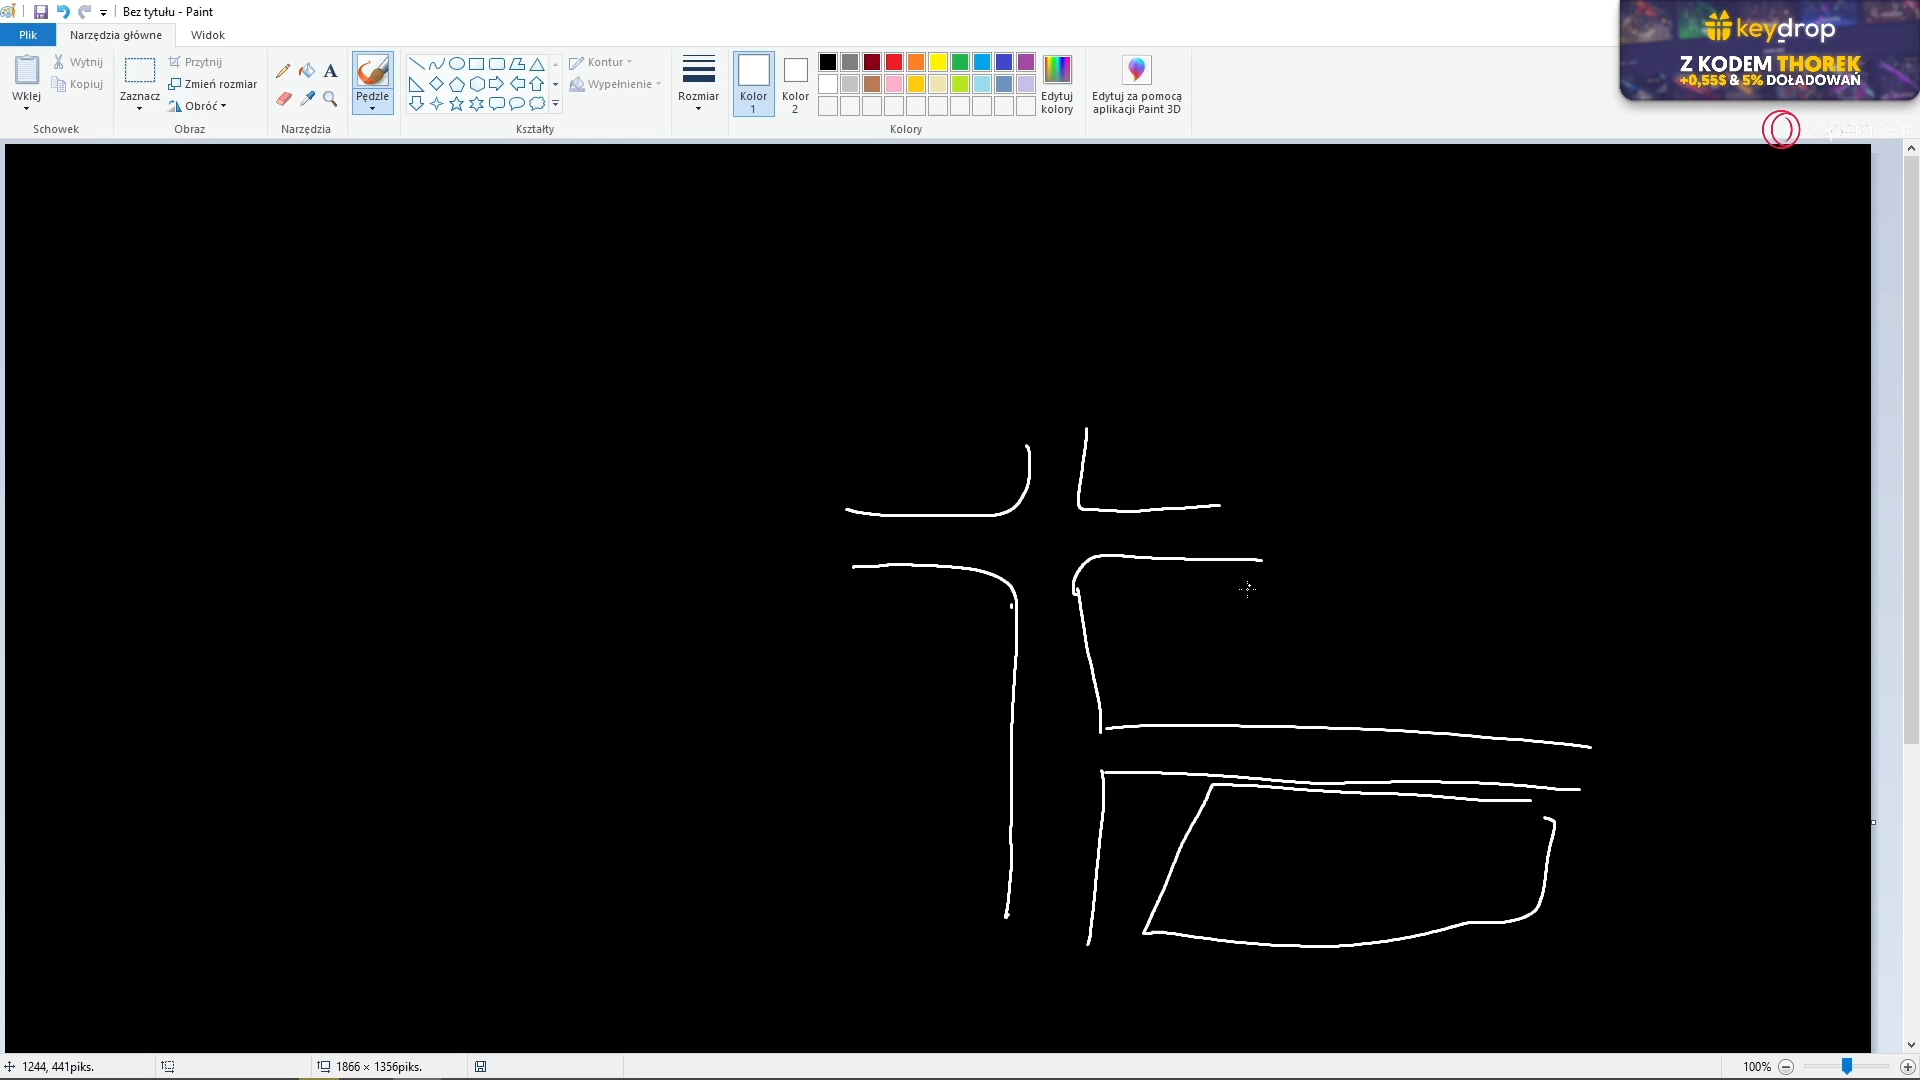 Bez tytułu - Paint
Plik
Narzędzia główne
Widok
Wklej
Wytnij
Kopiuj
Schowek
Zaznacz
Przytnij
Zmień rozmiar
Obróć
Obraz
A
Narzędzia
Pędzle
Kontur
Wypełnienie
Kształty
Rozmiar
Kolor
1
Kolor
2
Edytuj
kolory
Kolory
Edytuj za pomocą
aplikacji Paint 3D
keydrop
Z KODEM THOREK
+0,55$ & 5% DOŁADOWAŃ
1244, 441piks.
1866 × 1356piks.
100%